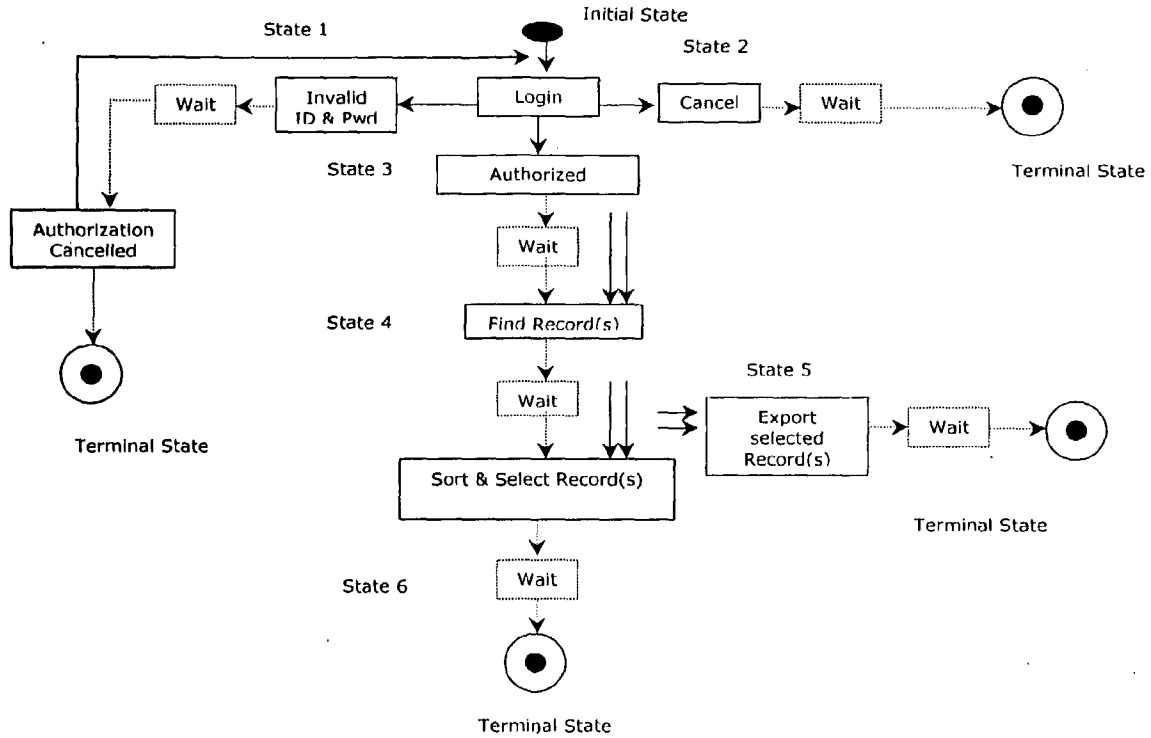 Initial State
State 1
State 2
Wait
Invalid
ID & Pwd
Login
Cancel
Wait
State 3
Authorized
Terminal State
Authorization
Cancelled
Wait
State 4
Find Record(s)
State 5
Wait
Export
selected
Record(s)
Wait
Terminal State
Sort & Select Record(s)
Terminal State
State 6
Wait
Terminal State